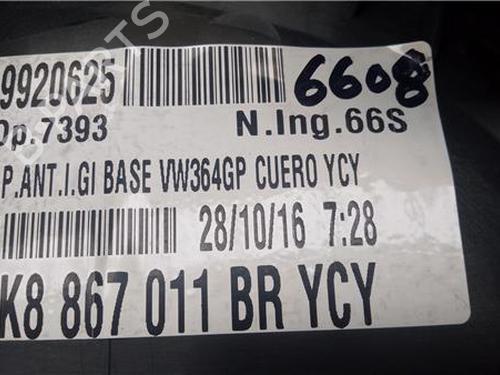 9920625
6608
Op.7393
N.Ing.66S
P.ANT.I.GI BASE VW364GP CUERO YCY
28/10/16 7:28
K8 867 011 BR YCY